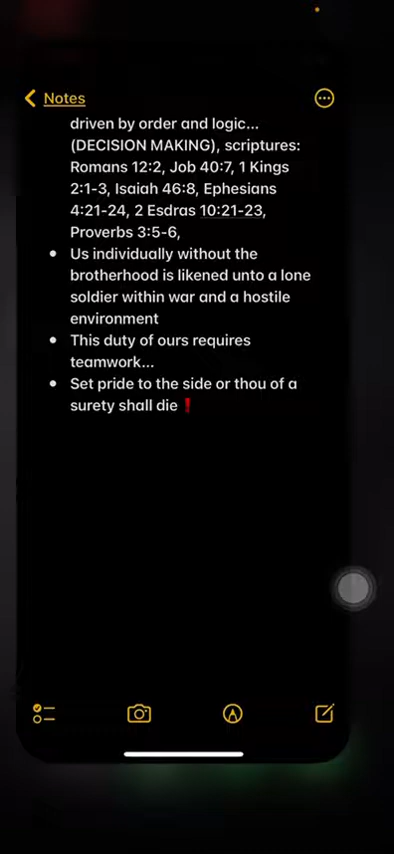 Notes
driven by order and logic...
(DECISION MAKING), scriptures:
Romans 12:2, Job 40:7, 1 Kings
2:1-3, Isaiah 46:8, Ephesians
4:21-24, 2 Esdras 10:21-23,
Proverbs 3:5-6,
• Us individually without the
brotherhood is likened unto a lone
soldier within war and a hostile
environment
• This duty of ours requires
teamwork...
• Set pride to the side or thou of a
surety shall die❗